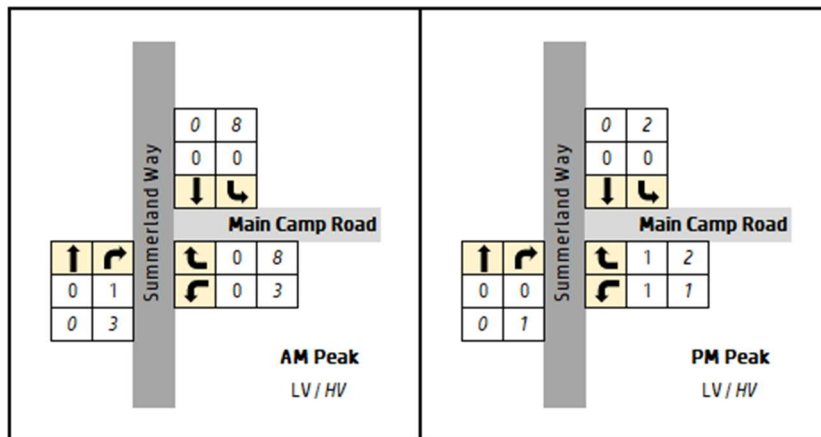 0 8
0 0
Summerland Way
Main Camp Road
0 8
0 3
0 1
0 3
AM Peak
LV / HV
0 2
0 0
Summerland Way
Main Camp Road
1 2
1 1
0 0
0 1
PM Peak
LV / HV